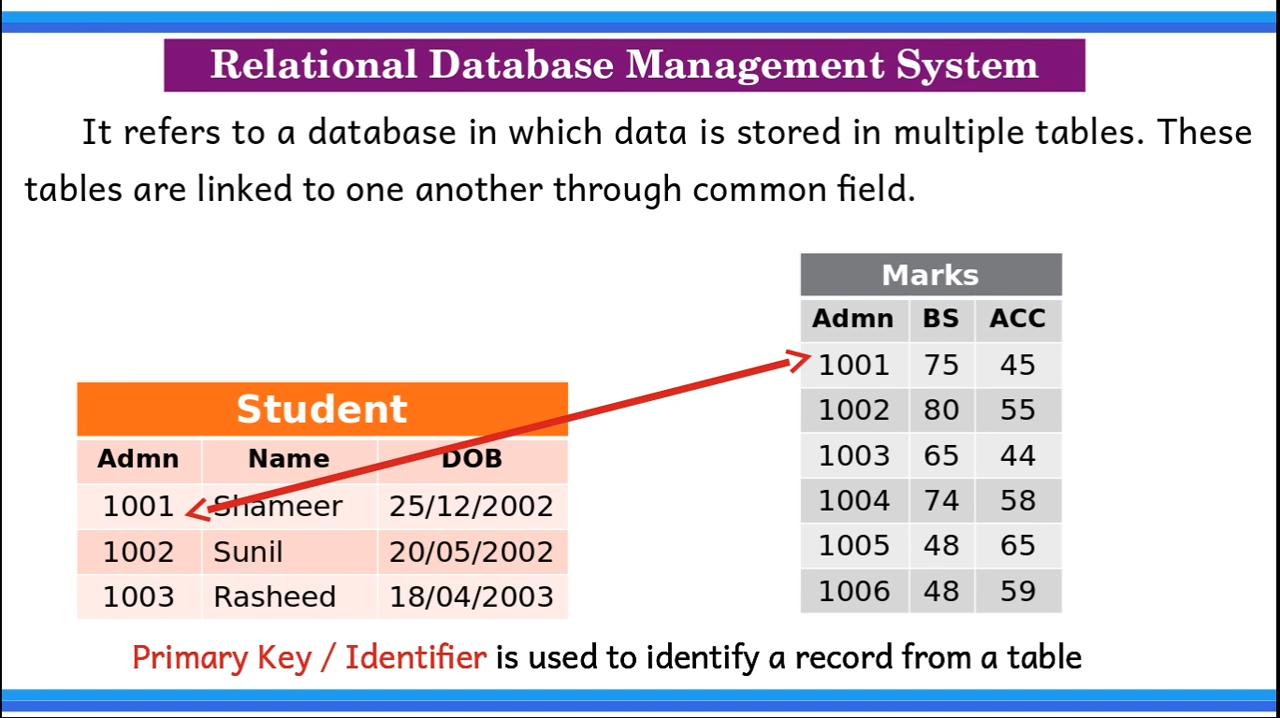 Relational Database Management System
It refers to a database in which data is stored in multiple tables. These
tables are linked to one another through common field.
Marks
Admn BS ACC
1001 75 45
1002 80 55
1003 65 44
1004 74 58
1005 48 65
1006 48 59
Student
Admn Name DOB
1001 Shameer 25/12/2002
1002 Sunil 20/05/2002
1003 Rasheed 18/04/2003
Primary Key / Identifier is used to identify a record from a table